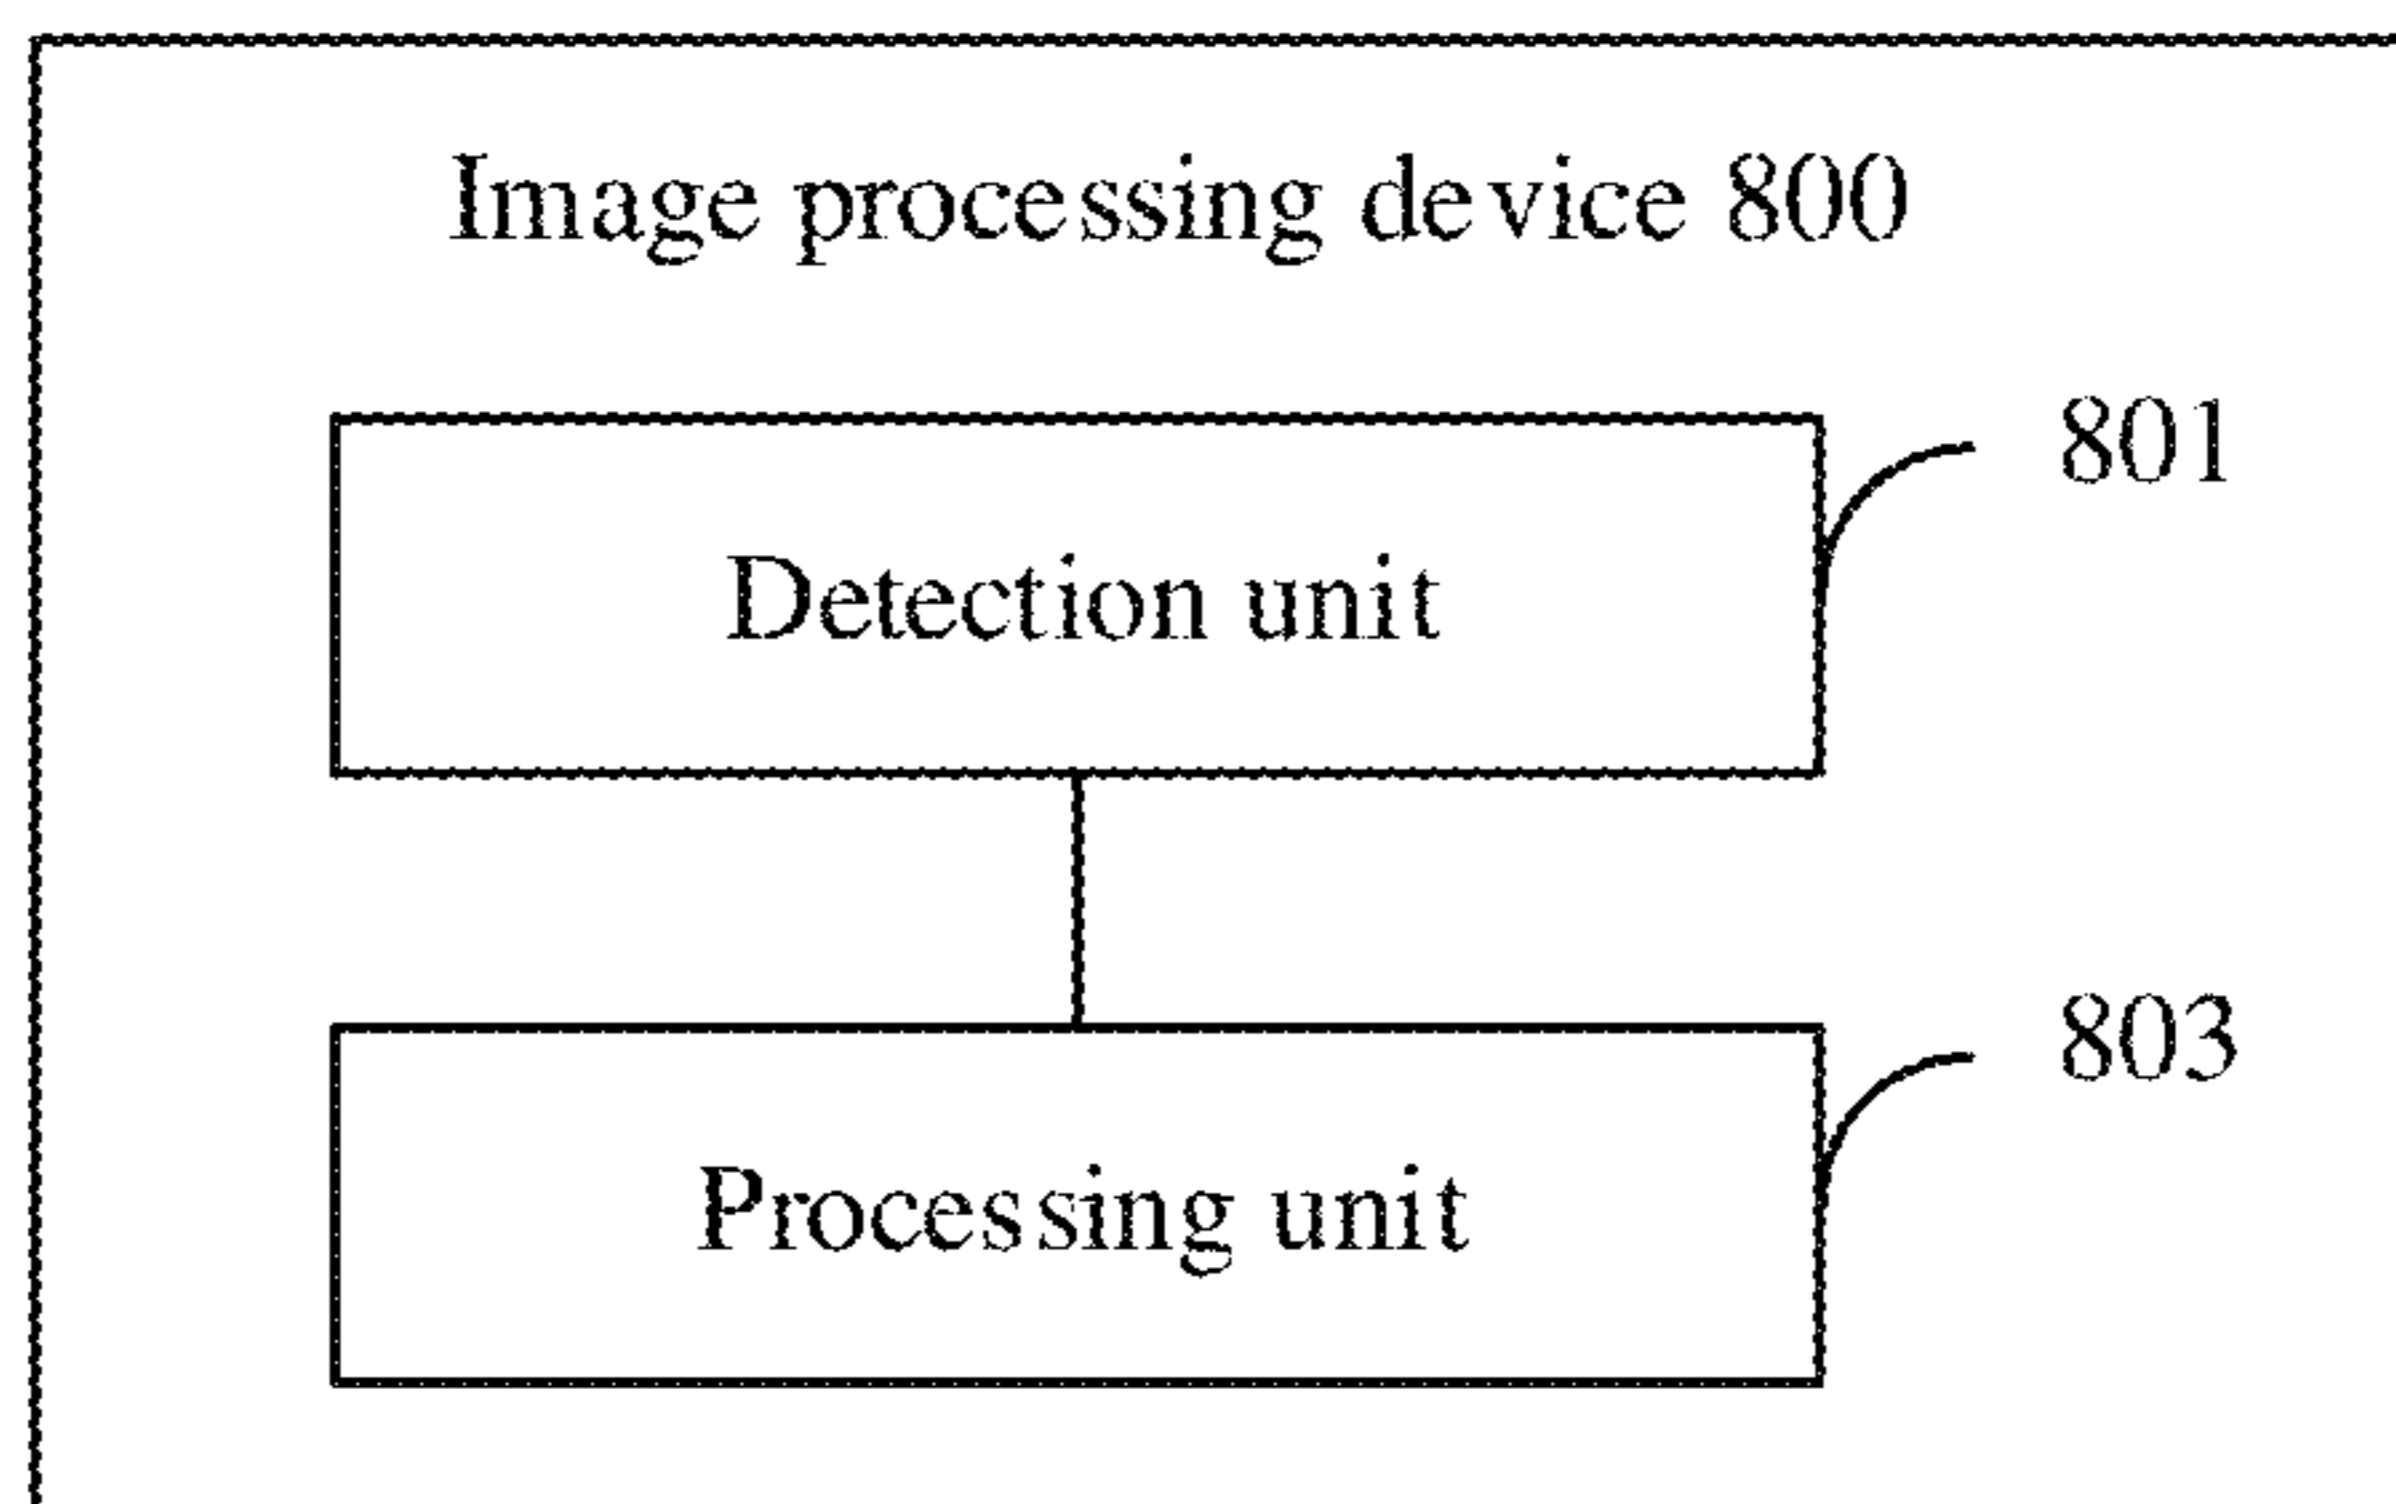 Image processing device 800
801
Detection unit
803
Processing unit